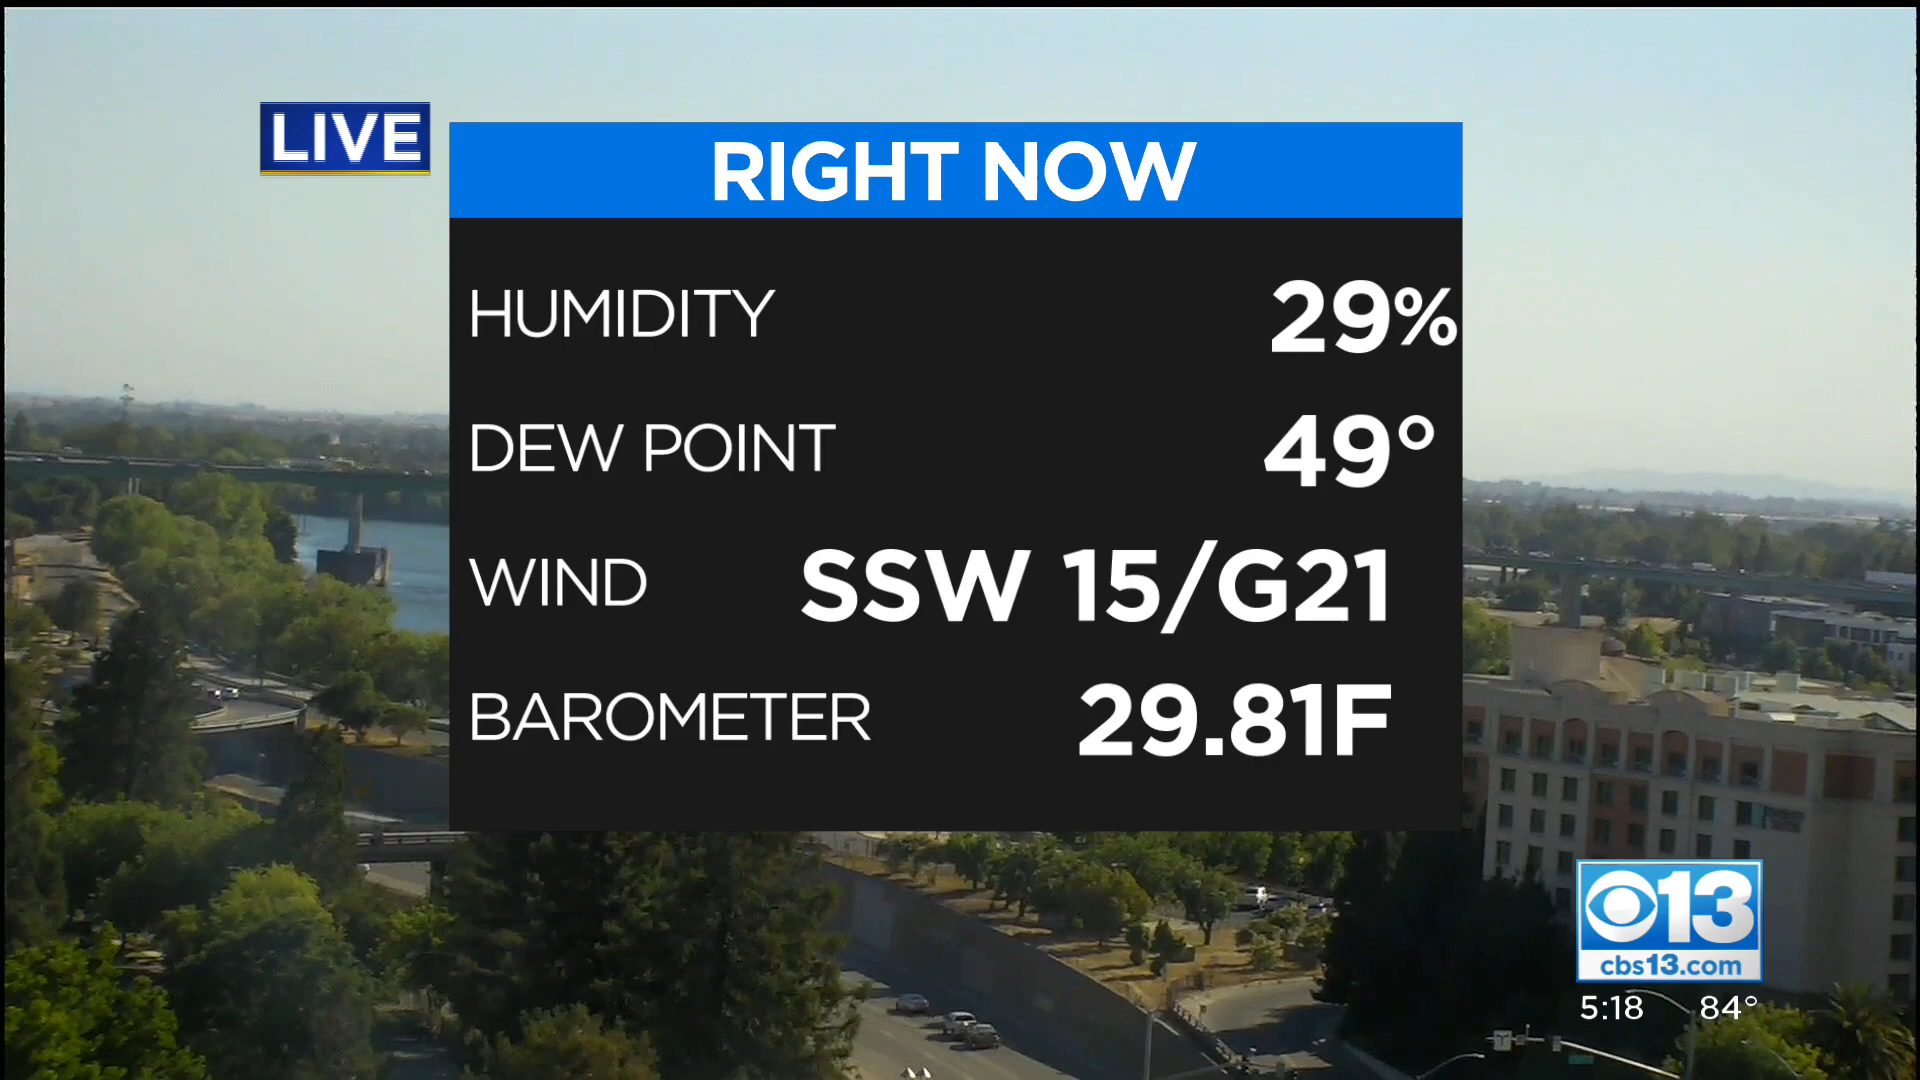 LIVE
RIGHT NOW
HUMIDITY 29%
DEW POINT 49°
WIND SSW 15/G21
BAROMETER 29.81F
13
cbs13.com
5:18 84°